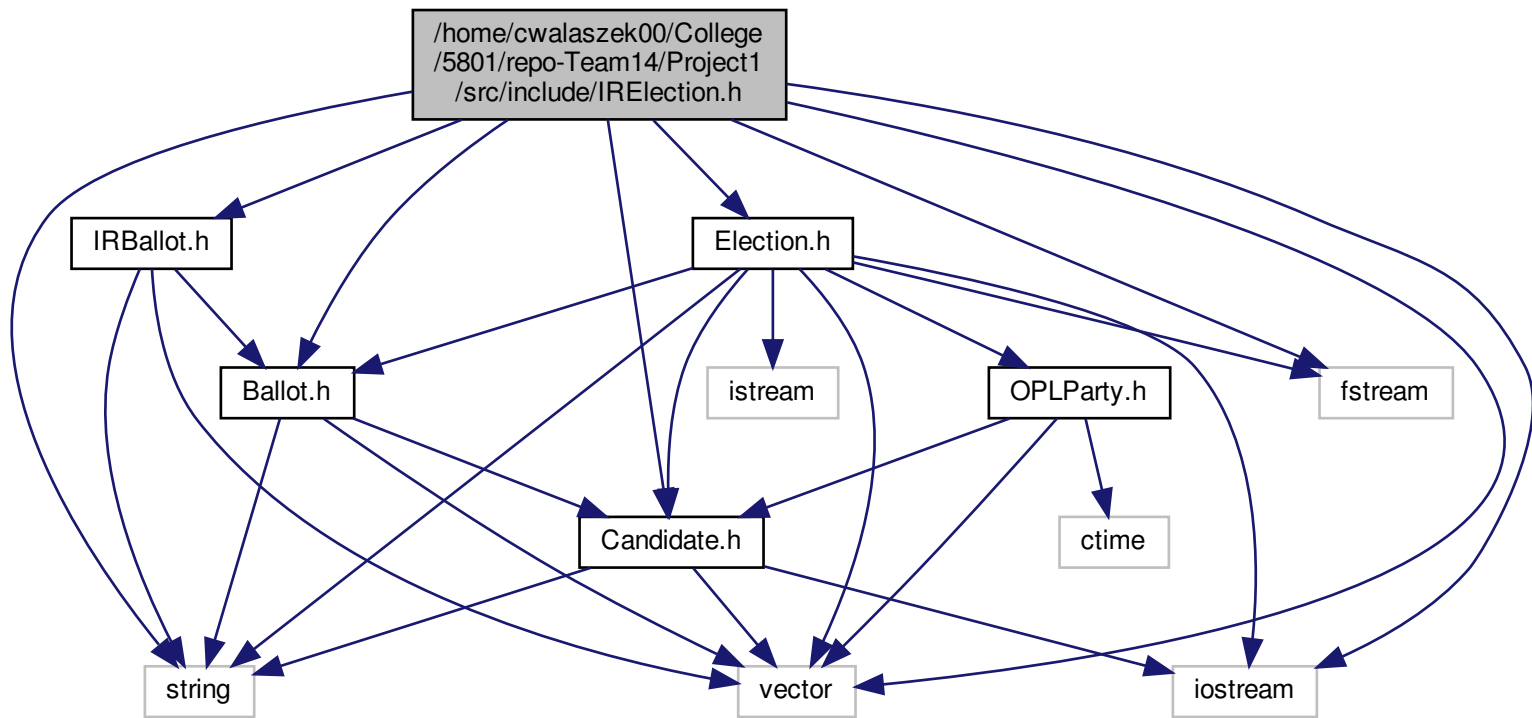 /home/cwalaszek00/College
/5801/repo-Team14/Project1
/src/include/IRElection.h
IRBallot.h
Election.h
Ballot.h
istream
OPLParty.h
fstream
Candidate.h
ctime
string
vector
iostream